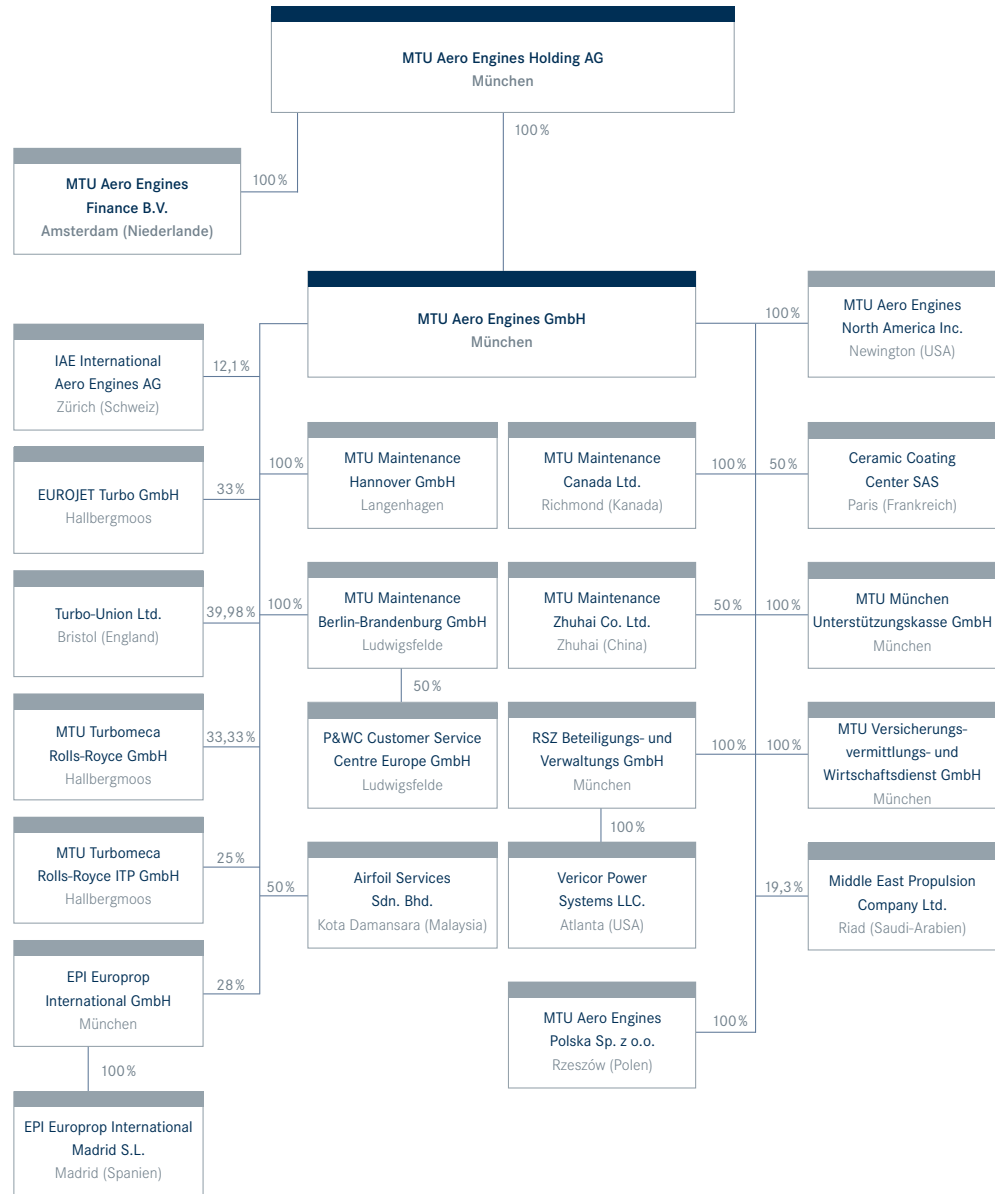 MTU Aero Engines Holding AG
München
100 %
MTU Aero Engines
Finance B.V.
Amsterdam (Niederlande)
100 %
MTU Aero Engines GmbH
München
100 %
MTU Aero Engines
North America Inc.
Newington (USA)
IAE International
Aero Engines AG
Zürich (Schweiz)
12,1 %
EUROJET Turbo GmbH
Hallbergmoos
33 %
100 %
MTU Maintenance
Hannover GmbH
Langenhagen
MTU Maintenance
Canada Ltd.
Richmond (Kanada)
100 %
50 %
Ceramic Coating
Center SAS
Paris (Frankreich)
Turbo-Union Ltd.
Bristol (England)
39,98 %
100 %
MTU Maintenance
Berlin-Brandenburg GmbH
Ludwigsfelde
MTU Maintenance
Zhuhai Co. Ltd.
Zhuhai (China)
50 %
100 %
MTU München
Unterstützungskasse GmbH
München
50 %
MTU Turbomeca
Rolls-Royce GmbH
Hallbergmoos
33,33 %
P&WC Customer Service
Centre Europe GmbH
Ludwigsfelde
RSZ Beteiligungs- und
Verwaltungs GmbH
München
100 %
100 %
MTU Versicherungs-
vermittlungs- und
Wirtschaftsdienst GmbH
München
100 %
MTU Turbomeca
Rolls-Royce ITP GmbH
Hallbergmoos
25 %
50 %
Airfoil Services
Sdn. Bhd.
Kota Damansara (Malaysia)
Vericor Power
Systems LLC.
Atlanta (USA)
19,3 %
Middle East Propulsion
Company Ltd.
Riad (Saudi-Arabien)
EPI Europrop
International GmbH
München
28 %
MTU Aero Engines
Polska Sp. z o.o.
Rzeszów (Polen)
100 %
100 %
EPI Europrop International
Madrid S.L.
Madrid (Spanien)